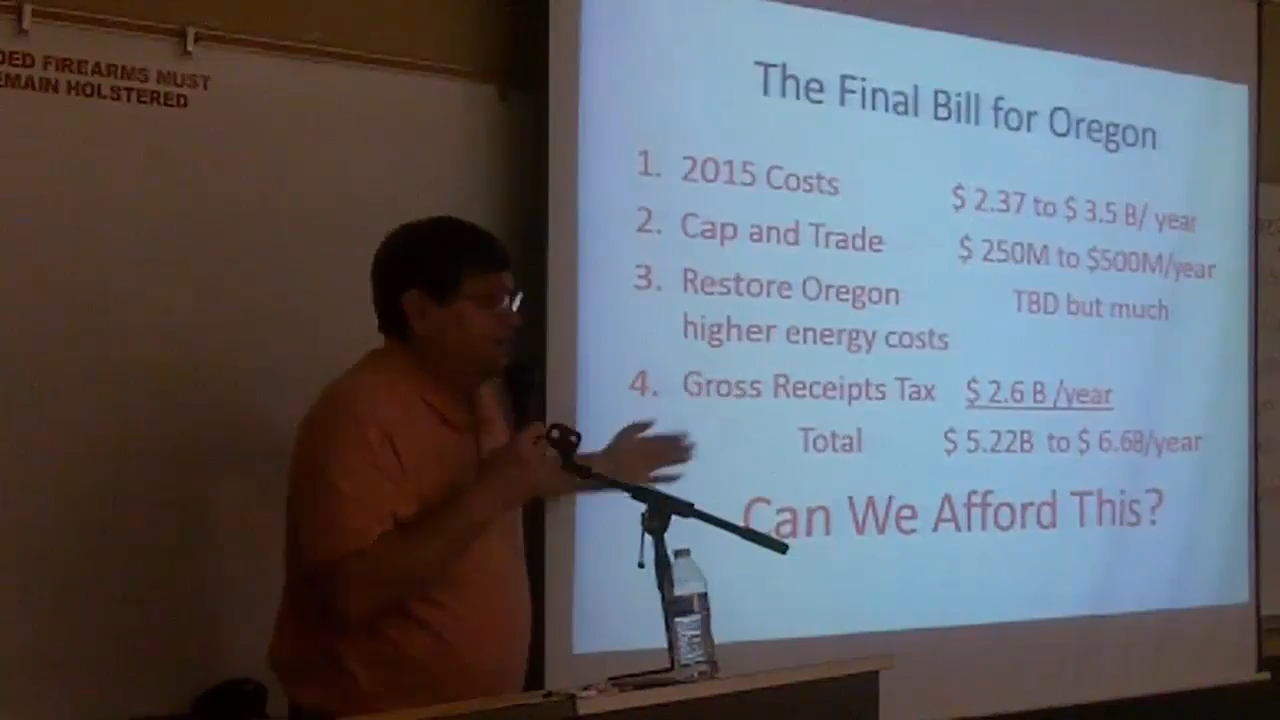 DED FIREARMS MUST
EMAIN HOLSTERED
The Final Bill for Oregon
1. 2015 Costs $ 2.37 to $ 3.5 B/ year
2. Cap and Trade $ 250M to $500M/year
3. Restore Oregon TBD but much
higher energy costs
4. Gross Receipts Tax $ 2.6 B /year
Total $ 5.22B to $ 6.6B/year
Can We Afford This?